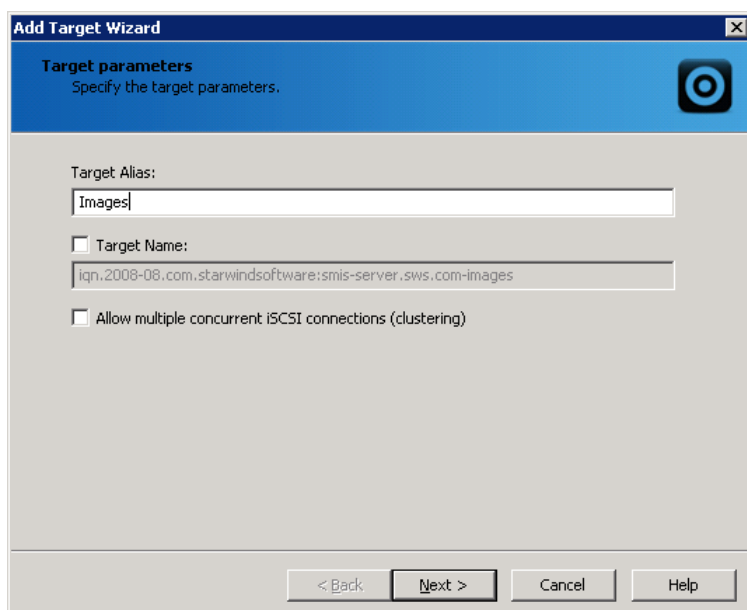 Add Target Wizard
Target parameters
Specify the target parameters.
Target Alias:
Images
Target Name:
iqn.2008-08.com.starwindsoftware:smis-server.sws.com-images
Allow multiple concurrent iSCSI connections (clustering)
< Back Next > Cancel Help